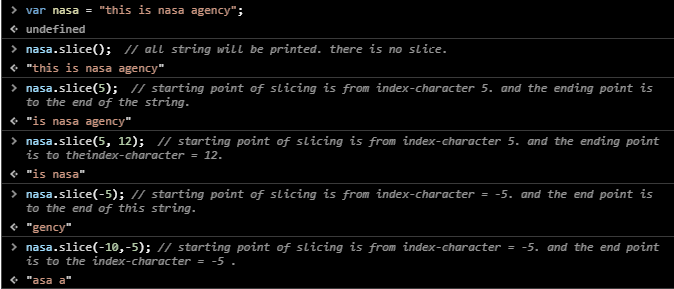 > var nasa = "this is nasa agency";
undefined
> nasa.slice();  // all string will be printed. there is no slice.
"this is nasa agency"
> nasa.slice(5);  // starting point of slicing is from index-character 5. and the ending point is
to the end of the string.
"is nasa agency"
> nasa.slice(5, 12);  // starting point of slicing is from index-character 5. and the ending point
is to theindex-character = 12.
"is nasa"
> nasa.slice(-5); // starting point of slicing is from index-character = -5. and the end point is
to the end of this string.
"gency"
> nasa.slice(-10,-5); // starting point of slicing is from index-character = -5. and the end point
is to the index-character = -5 .
"asa a"